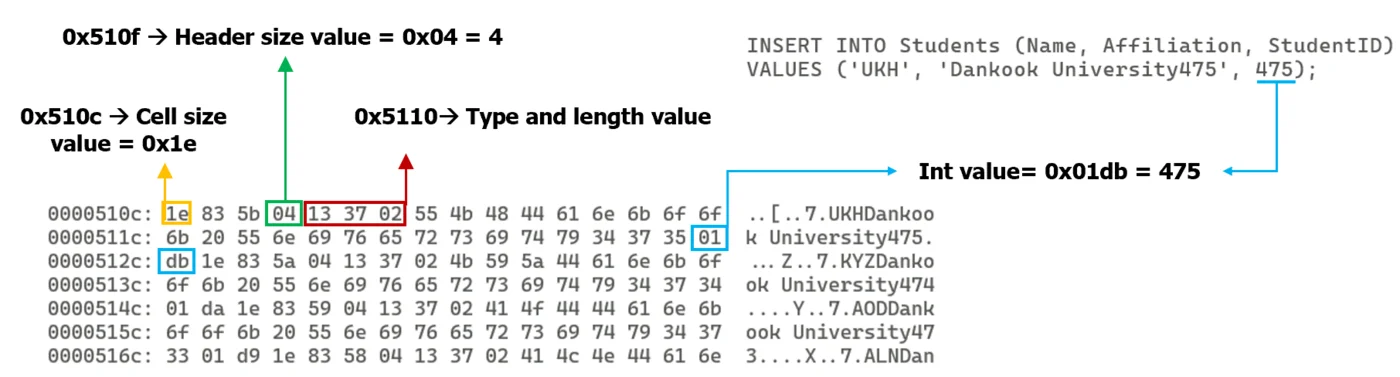 0x510f → Header size value = 0x04 = 4
INSERT INTO Students (Name, Affiliation, StudentID)
VALUES ('UKH', 'Dankook University475', 475);
0x510c → Cell size
value = 0x1e
0x5110→ Type and length value
Int value= 0x01db = 475
0000510c: 1e 83 5b 04 13 37 02 55 4b 48 44 61 6e 6b 6f 6f ..[..7.UKHDankoo
0000511c: 6b 20 55 6e 69 76 65 72 73 69 74 79 34 37 35 01 k University475.
0000512c: db 1e 83 5a 04 13 37 02 4b 59 5a 44 61 6e 6b 6f ...Z..7.KYZDanko
0000513c: 6f 6b 20 55 6e 69 76 65 72 73 69 74 79 34 37 34 ok University474
0000514c: 01 da 1e 83 59 04 13 37 02 41 4f 44 44 61 6e 6b ....Y..7.AODDank
0000515c: 6f 6f 6b 20 55 6e 69 76 65 72 73 69 74 79 34 37 ook University47
0000516c: 33 01 d9 1e 83 58 04 13 37 02 41 4c 4e 44 61 6e 3....X..7.ALNDan